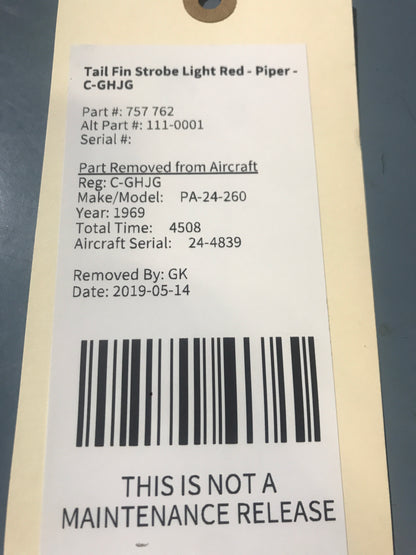 Tail Fin Strobe Light Red - Piper -
C-GHJG
Part #: 757 762
Alt Part #: 111-0001
Serial #:
Part Removed from Aircraft
Reg: C-GHJG
Make/Model: PA-24-260
Year: 1969
Total Time: 4508
Aircraft Serial: 24-4839
Removed By: GK
Date: 2019-05-14
THIS IS NOT A
MAINTENANCE RELEASE